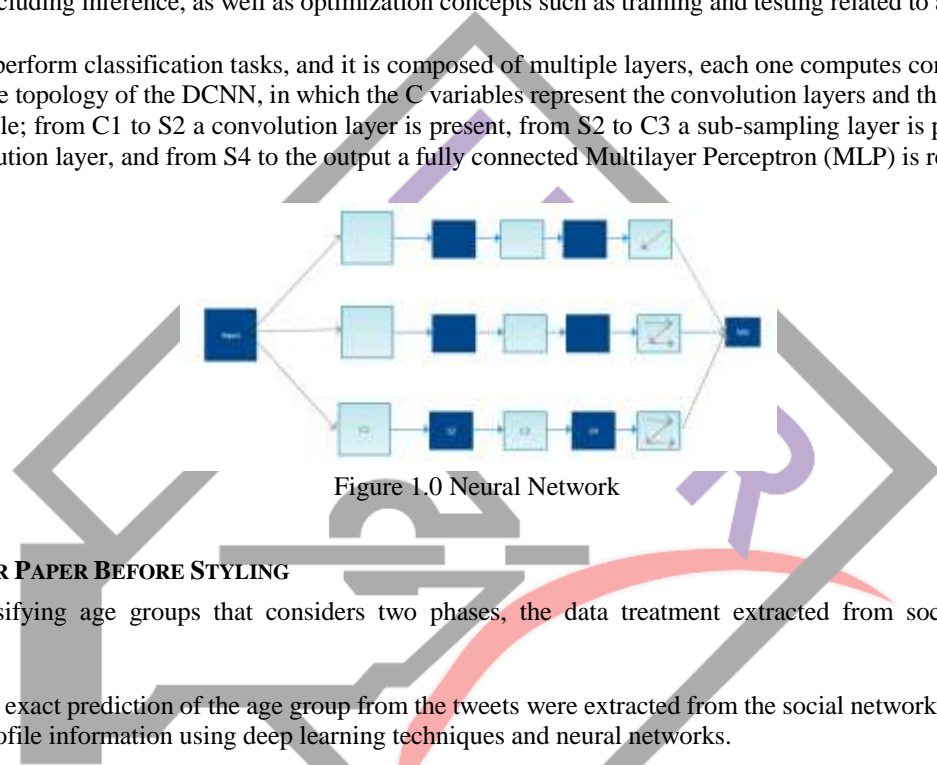 cluding inference, as well as optimization concepts such as training and testing related to a
perform classification tasks, and it is composed of multiple layers, each one computes con
e topology of the DCNN, in which the C variables represent the convolution layers and th
le; from C1 to S2 a convolution layer is present, from S2 to C3 a sub-sampling layer is p
ution layer, and from S4 to the output a fully connected Multilayer Perceptron (MLP) is re
Input
C1 S2 C3 S4
Figure 1.0 Neural Network
R PAPER BEFORE STYLING
sifying age groups that considers two phases, the data treatment extracted from soc
exact prediction of the age group from the tweets were extracted from the social network
ofile information using deep learning techniques and neural networks.